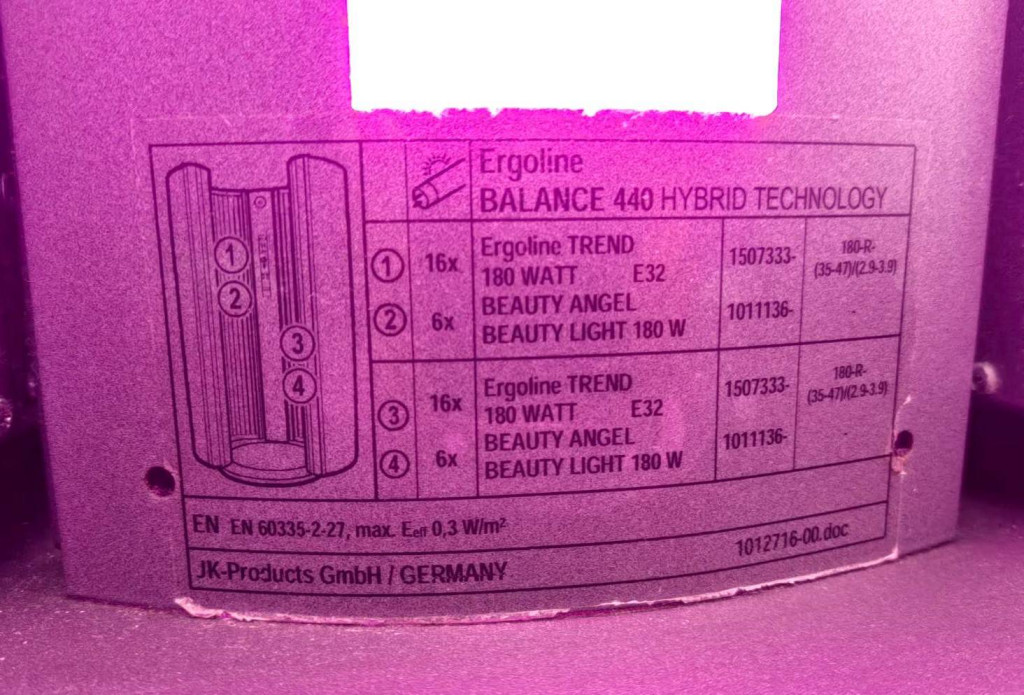 Ergoline
BALANCE 440 HYBRID TECHNOLOGY
1
2
3
4
1 16x Ergoline TREND 180 WATT E32 1507333- 180-R-(35-47)/(2.9-3.9)
2 6x BEAUTY ANGEL BEAUTY LIGHT 180 W 1011136- -
3 16x Ergoline TREND 180 WATT E32 1507333- 180-R-(35-47)/(2.9-3.9)
4 6x BEAUTY ANGEL BEAUTY LIGHT 180 W 1011136- -
EN EN 60335-2-27, max. Eeff 0,3 W/m²
1012716-00.doc
JK-Products GmbH / GERMANY